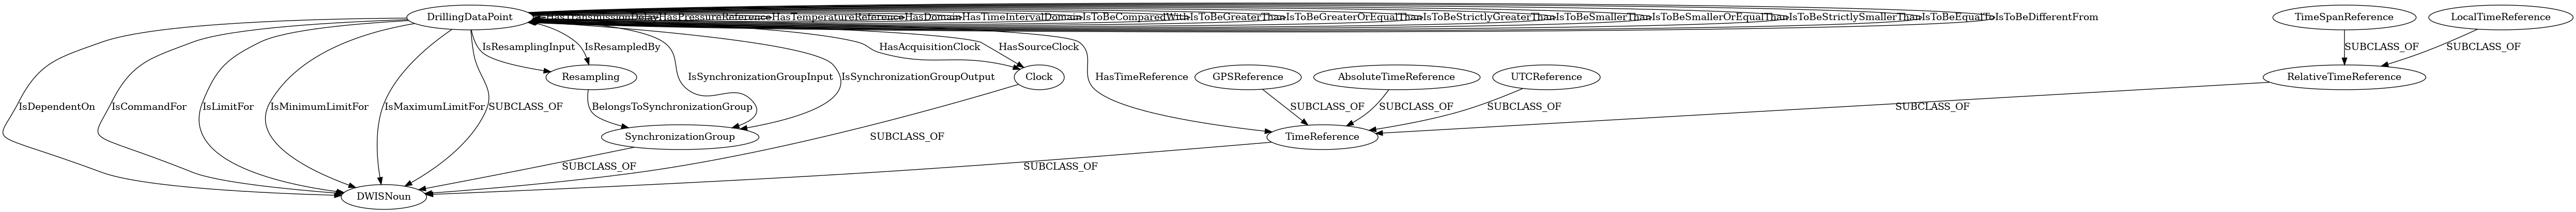 DrillingDataPoint
HasTransmissionDelay
HasPressureReference
HasTemperatureReference
HasDomain
HasTimeIntervalDomain
IsToBeComparedWith
IsToBeGreaterThan
IsToBeGreaterOrEqualThan
IsToBeStrictlyGreaterThan
IsToBeSmallerThan
IsToBeSmallerOrEqualThan
IsToBeStrictlySmallerThan
IsToBeEqualTo
IsToBeDifferentFrom
TimeSpanReference
LocalTimeReference
IsResamplingInput
IsResampledBy
HasAcquisitionClock
HasSourceClock
SUBCLASS_OF
SUBCLASS_OF
Resampling
IsSynchronizationGroupInput
IsSynchronizationGroupOutput
Clock
HasTimeReference
GPSReference
AbsoluteTimeReference
UTCReference
RelativeTimeReference
IsDependentOn
IsCommandFor
IsLimitFor
IsMinimumLimitFor
IsMaximumLimitFor
SUBCLASS_OF
BelongsToSynchronizationGroup
SUBCLASS_OF
SUBCLASS_OF
SUBCLASS_OF
SUBCLASS_OF
SynchronizationGroup
SUBCLASS_OF
TimeReference
SUBCLASS_OF
SUBCLASS_OF
DWISNoun